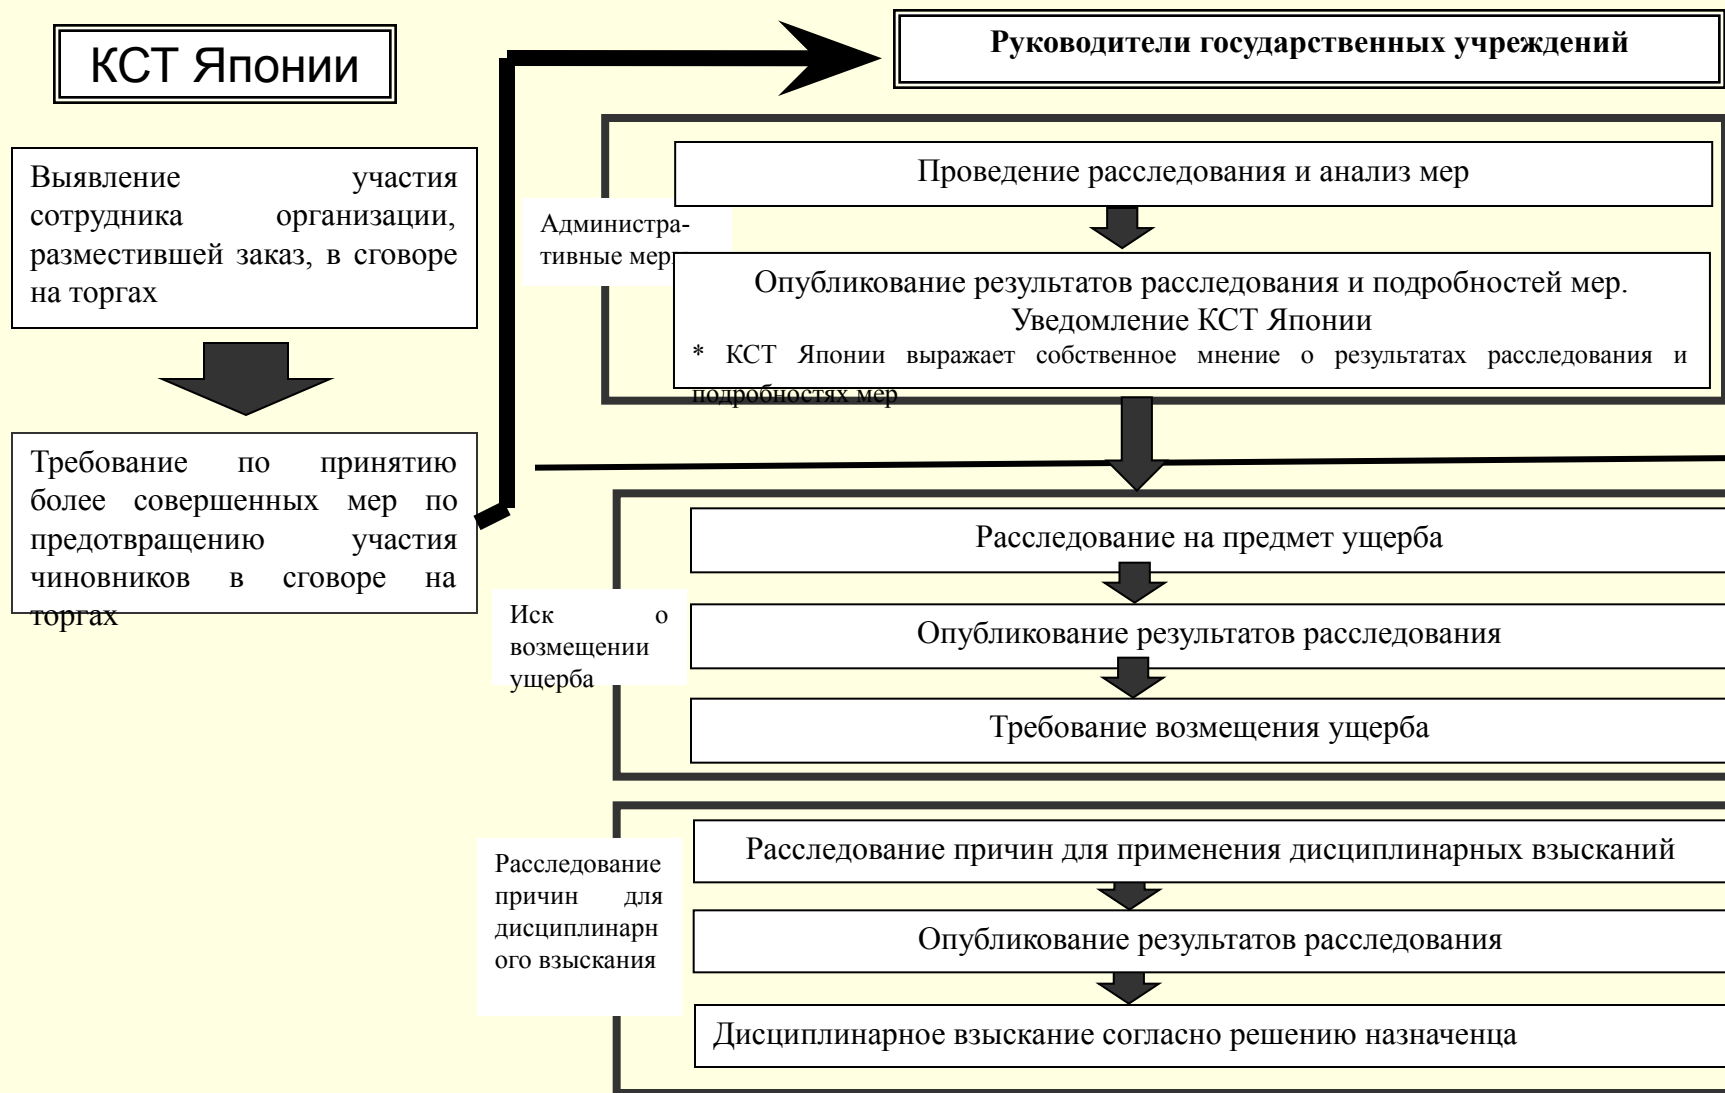 КСТ Японии
Выявление участия
сотрудника организации,
разместившей заказ, в сговоре
на торгах
Требование по принятию
более совершенных мер по
предотвращению участия
чиновников в сговоре на
торгах
Руководители государственных учреждений
Администра-
тивные мер
Проведение расследования и анализ мер
Опубликование результатов расследования и подробностей мер.
Уведомление КСТ Японии
* КСТ Японии выражает собственное мнение о результатах расследования и
подробностях мер
Иск о
возмещении
ущерба
Расследование на предмет ущерба
Опубликование результатов расследования
Требование возмещения ущерба
Расследование
причин для
дисциплинарн
ого взыскания
Расследование причин для применения дисциплинарных взысканий
Опубликование результатов расследования
Дисциплинарное взыскание согласно решению назначенца